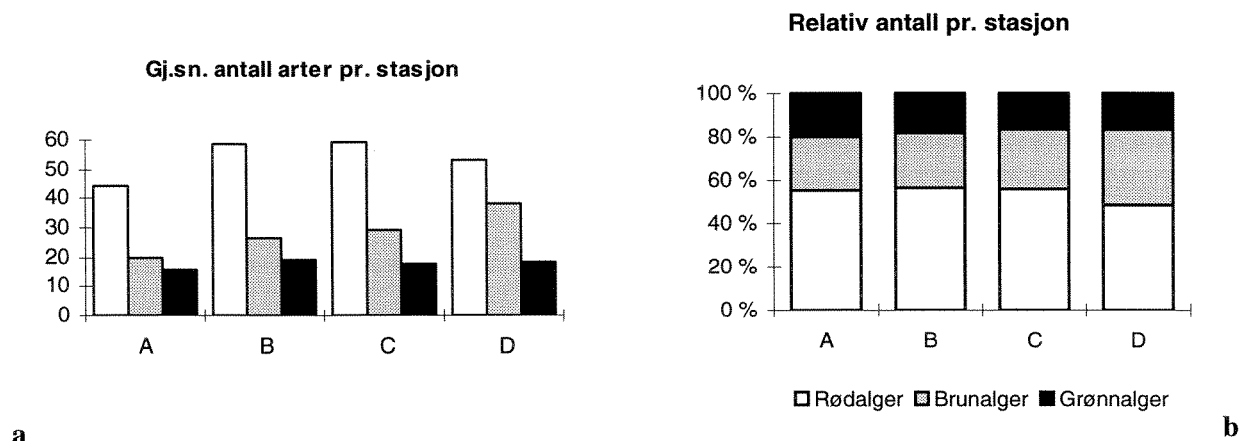 Gj.sn. antall arter pr. stasjon
60
50
40
30
20
10
0
A B C D
a
Relativ antall pr. stasjon
100 %
80 %
60 %
40 %
20 %
0 %
A B C D
Rødalger Brunalger Grønnalger
b